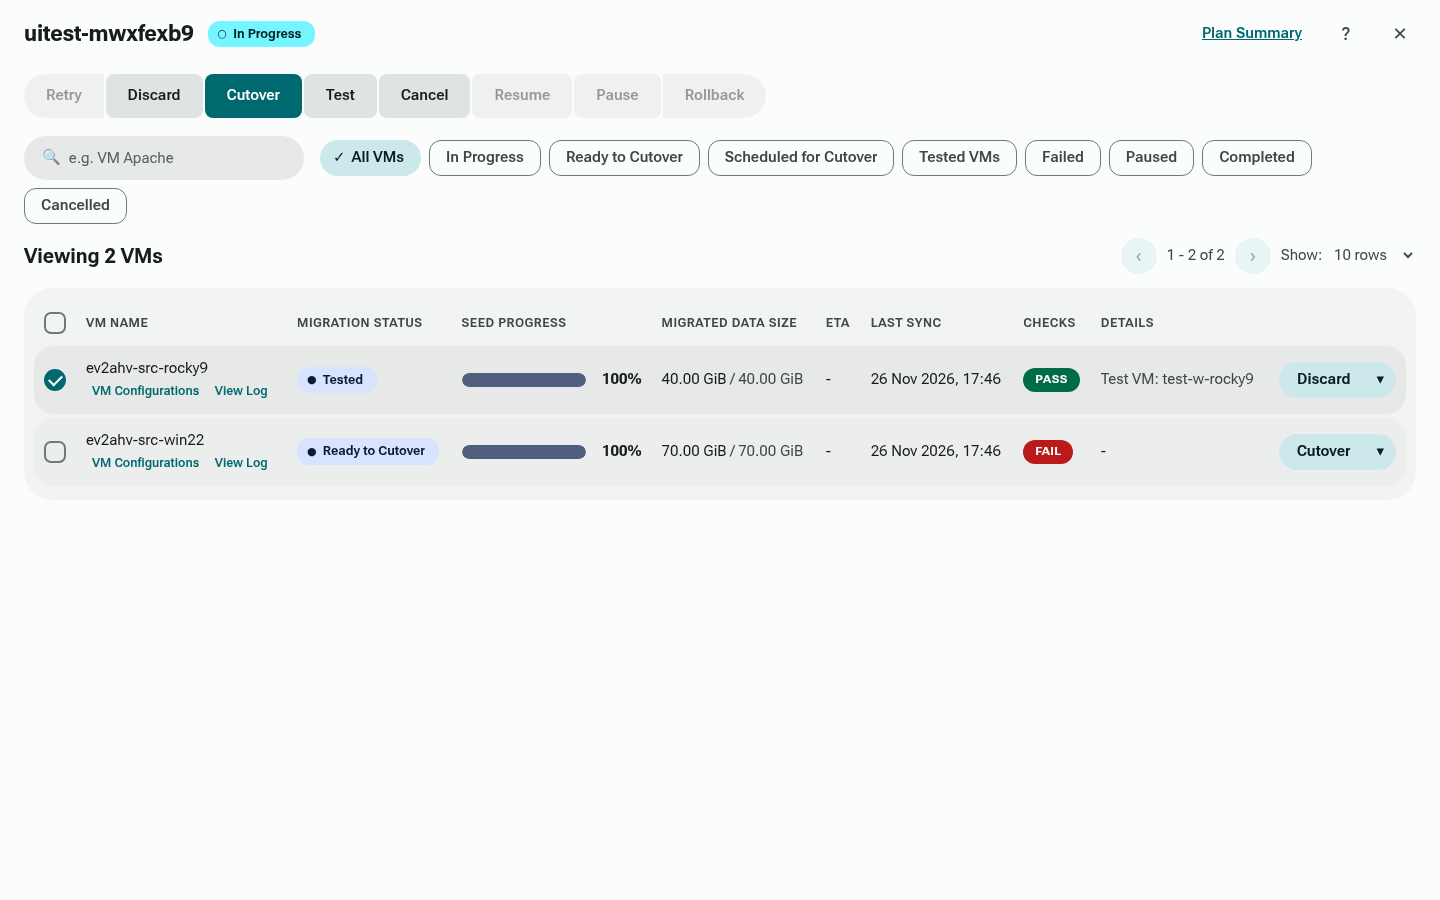 uitest-mwxfexb9 In Progress Plan Summary ? ✕
Retry Discard Cutover Test Cancel Resume Pause Rollback
e.g. VM Apache ✓ All VMs In Progress Ready to Cutover Scheduled for Cutover Tested VMs Failed Paused Completed
Cancelled
Viewing 2 VMs ‹ 1 - 2 of 2 › Show: 10 rows
VM NAME MIGRATION STATUS SEED PROGRESS MIGRATED DATA SIZE ETA LAST SYNC CHECKS DETAILS
ev2ahv-src-rocky9
VM Configurations View Log
Tested 100% 40.00 GiB / 40.00 GiB - 26 Nov 2026, 17:46 PASS Test VM: test-w-rocky9 Discard ▾
ev2ahv-src-win22
VM Configurations View Log
Ready to Cutover 100% 70.00 GiB / 70.00 GiB - 26 Nov 2026, 17:46 FAIL - Cutover ▾